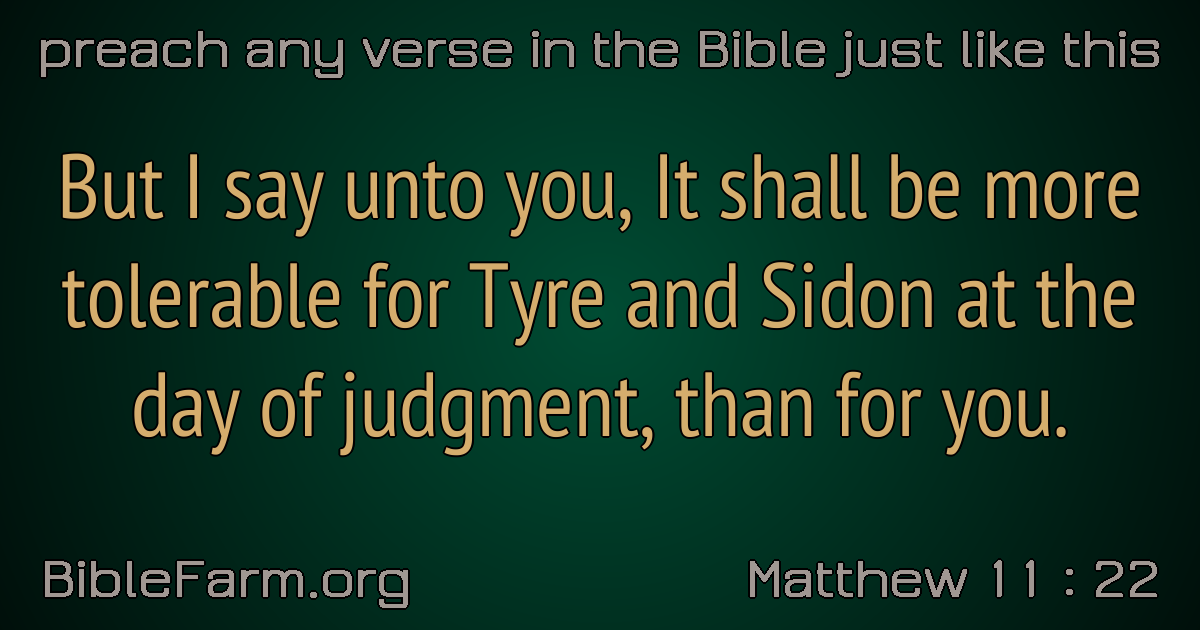 preach any verse in the Bible just like this
But I say unto you, It shall be more
tolerable for Tyre and Sidon at the
day of judgment, than for you.
BibleFarm.org
Matthew 11 : 22